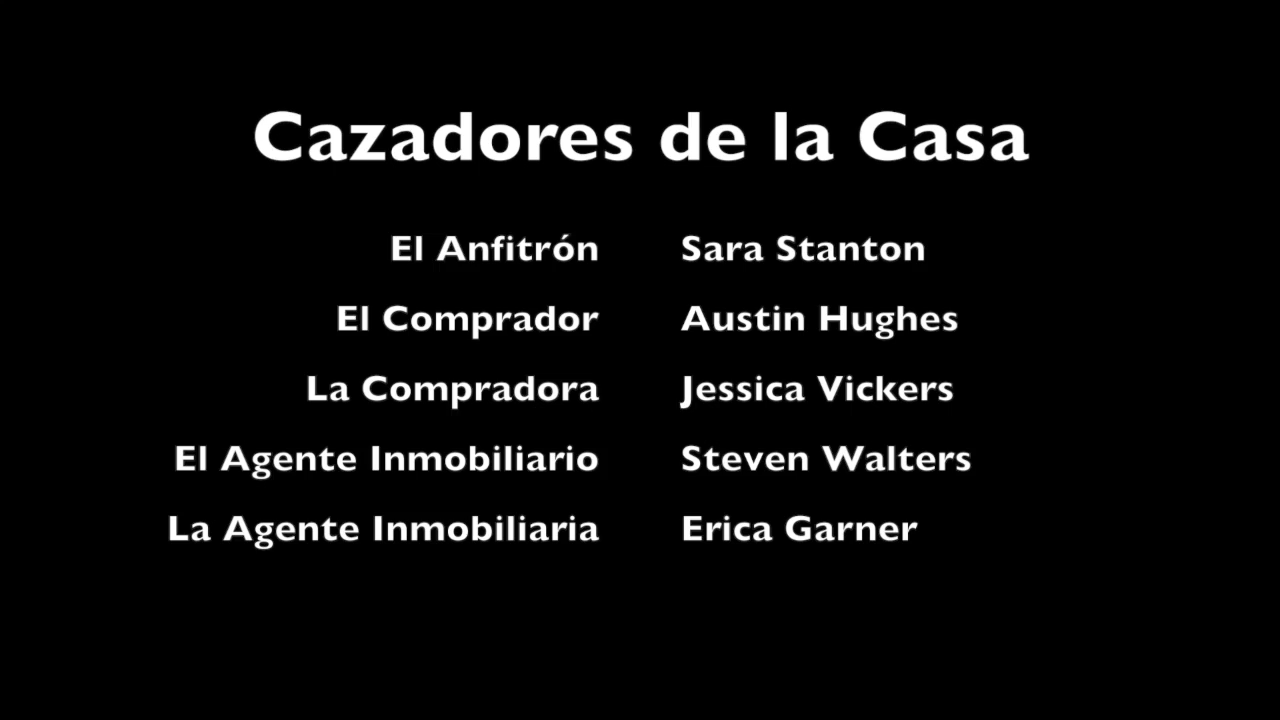 Cazadores de la Casa
El Anfitrón Sara Stanton
El Comprador Austin Hughes
La Compradora Jessica Vickers
El Agente Inmobiliario Steven Walters
La Agente Inmobiliaria Erica Garner